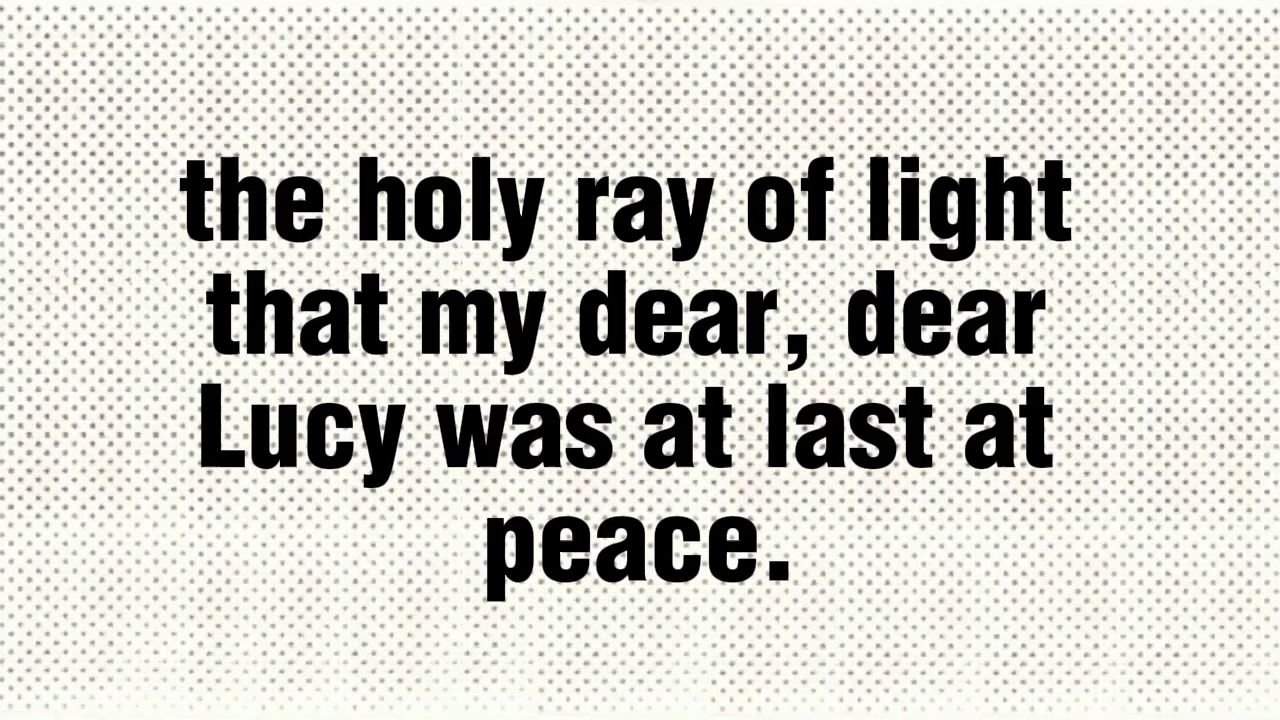 the holy ray of light
that my dear, dear
Lucy was at last at
peace.